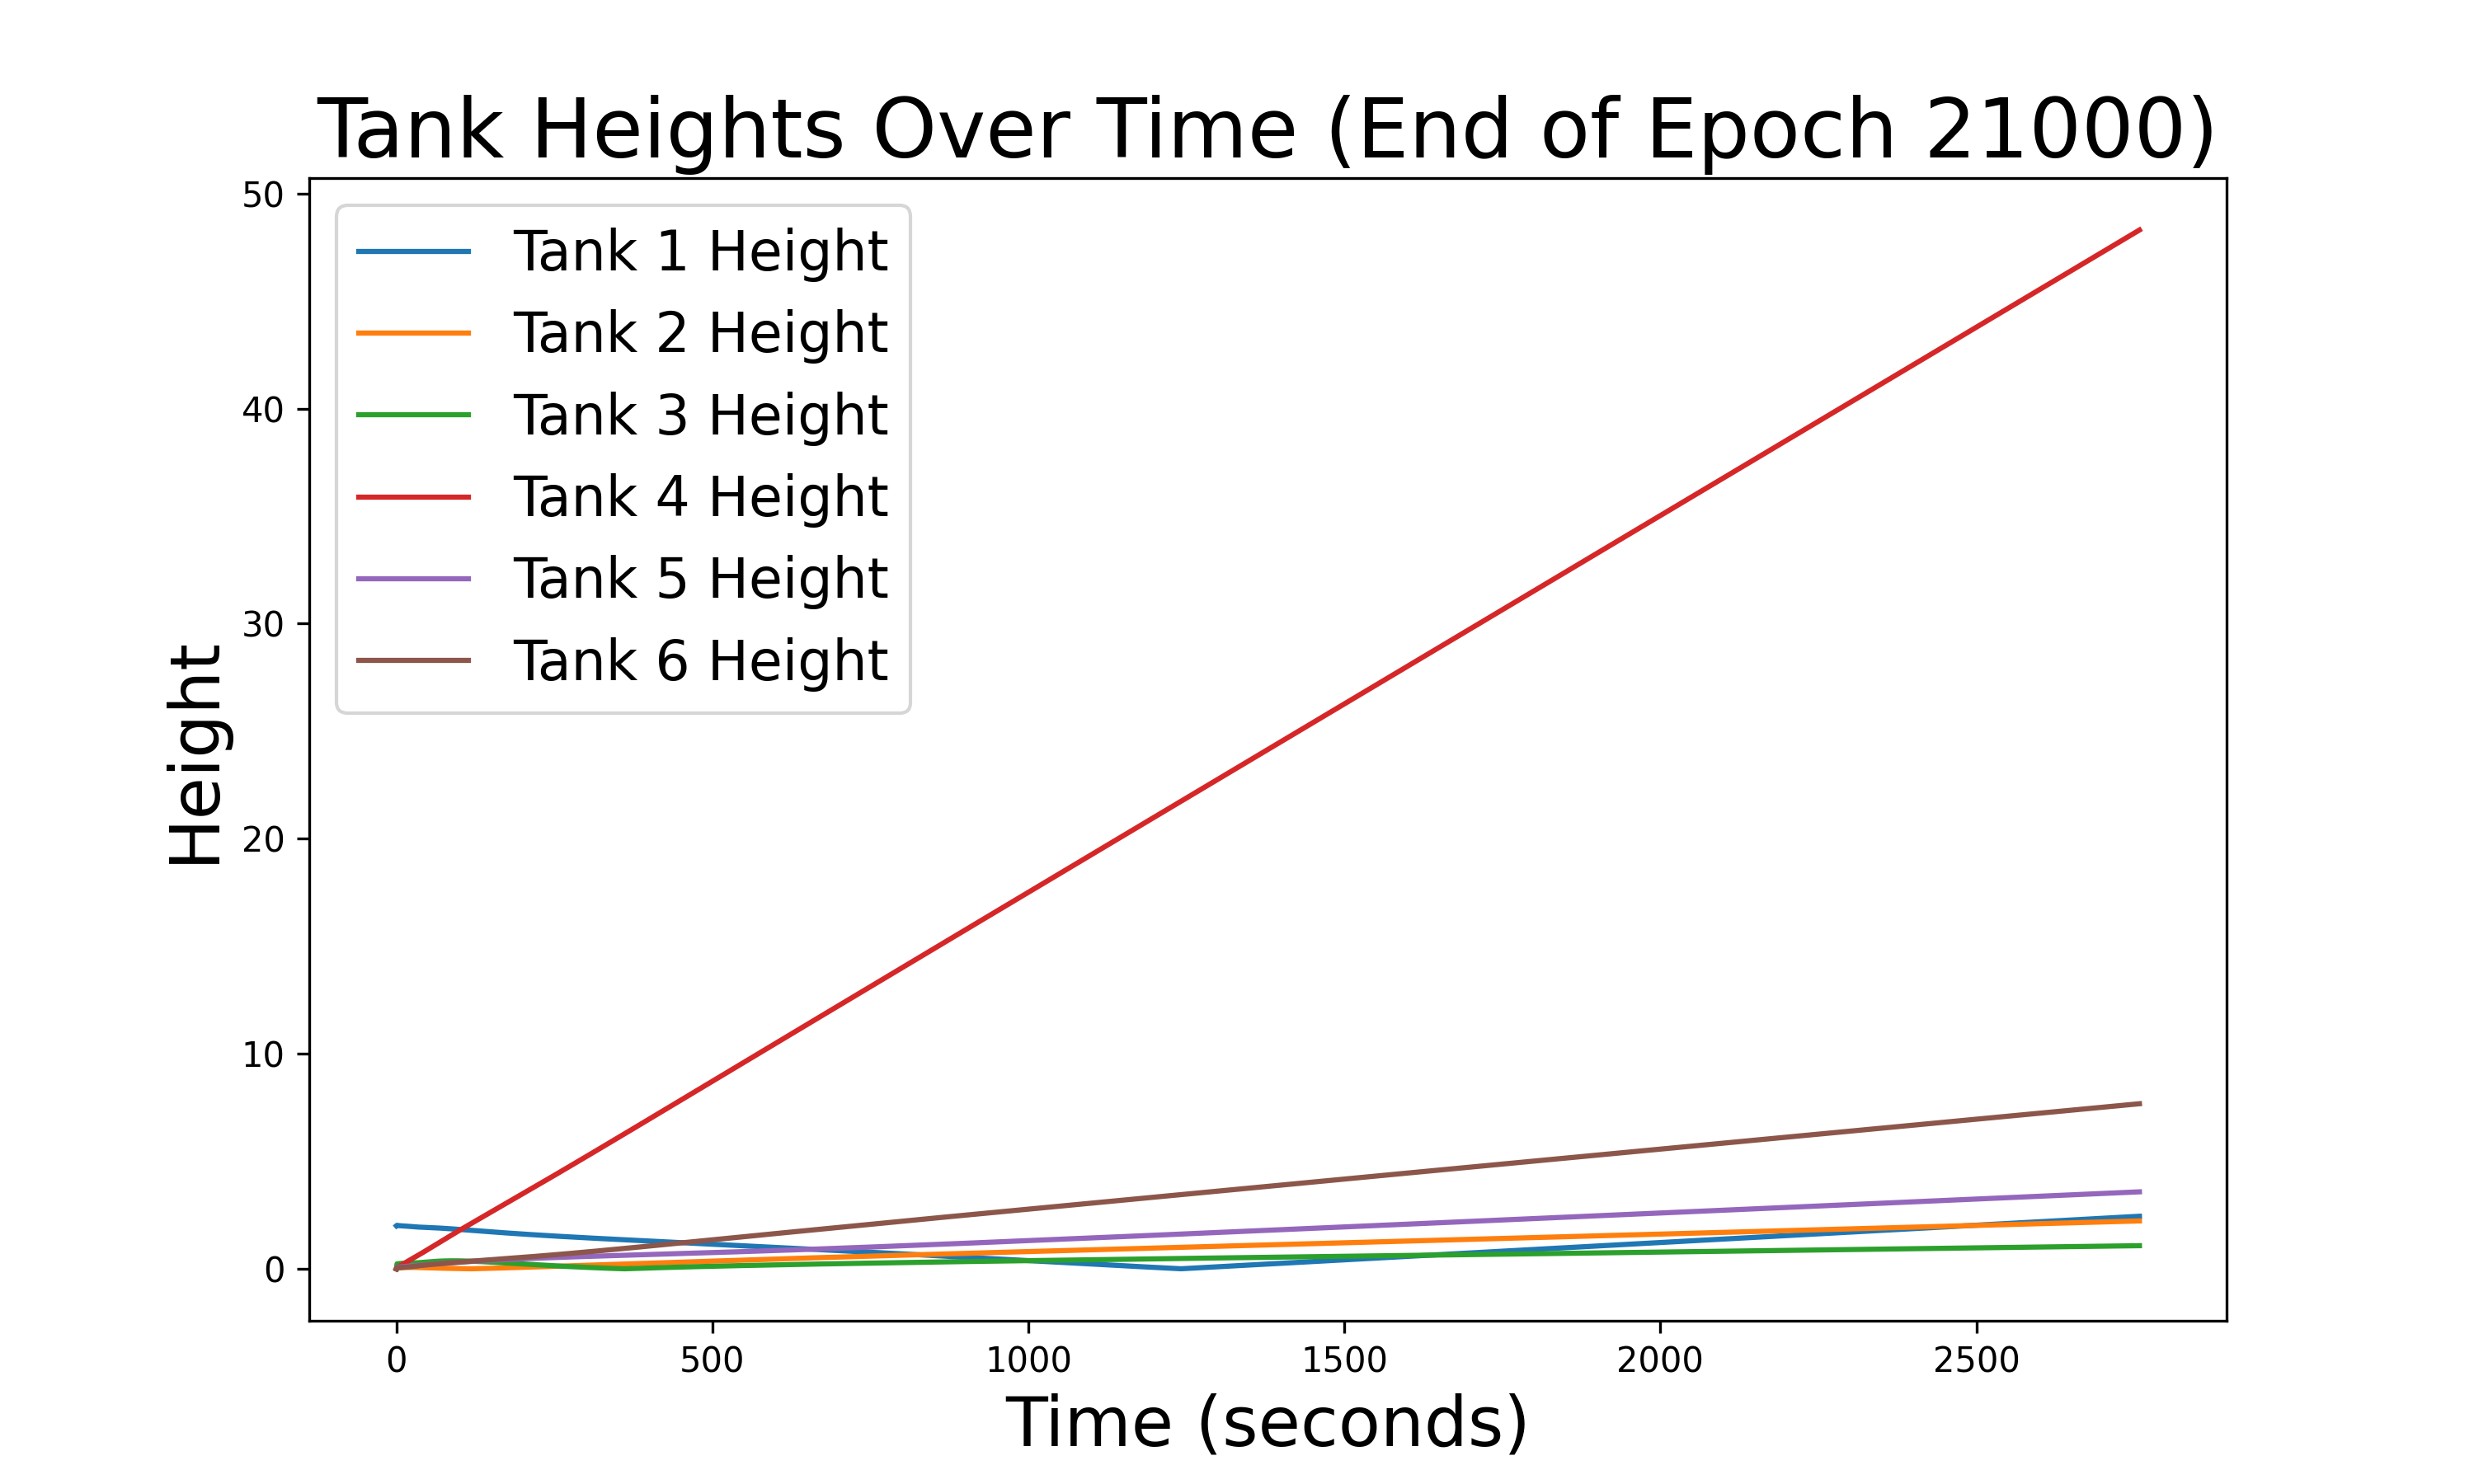 Tank Heights Over Time (End of Epoch 21000)
50
40
30
20
10
0
Height
Tank 1 Height
Tank 2 Height
Tank 3 Height
Tank 4 Height
Tank 5 Height
Tank 6 Height
0 500 1000 1500 2000 2500
Time (seconds)